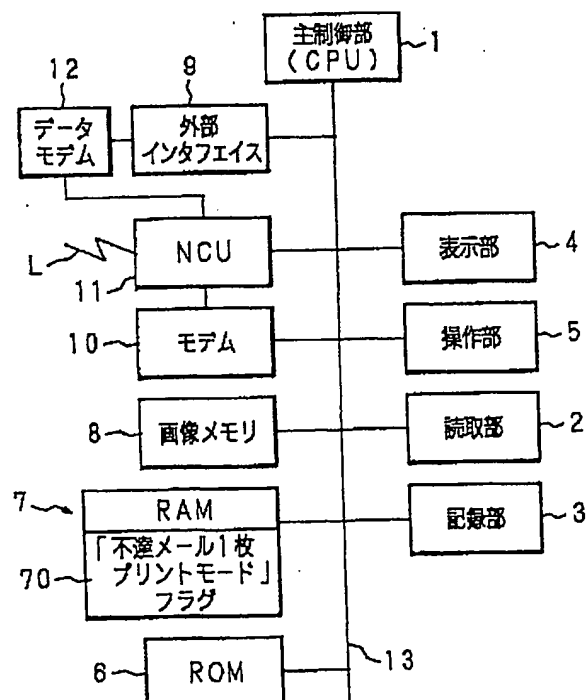 主制御部
(CPU)
1
12
9
データ
モデム
外部
インタフェイス
L
NCU
11
表示部
4
10
モデム
操作部
5
8
画像メモリ
読取部
2
7
RAM
記録部
3
「不達メール1枚
プリントモード」
フラグ
70
6
ROM
13